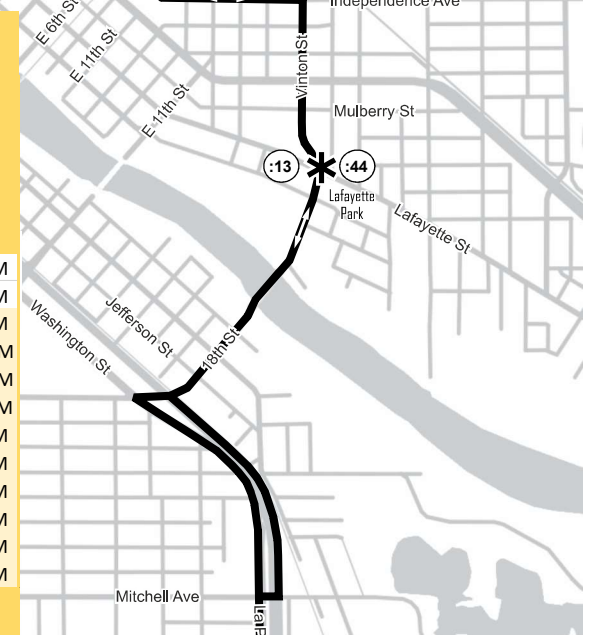 Independence Ave
E 6th St
E 11th St
Vinton St
E 11th St
Mulberry St
:13
:44
Lafayette
Park
Lafayette St
M
M
M
M
M
M
M
M
M
M
M
M
Jefferson St
Washington St
18th St
Mitchell Ave